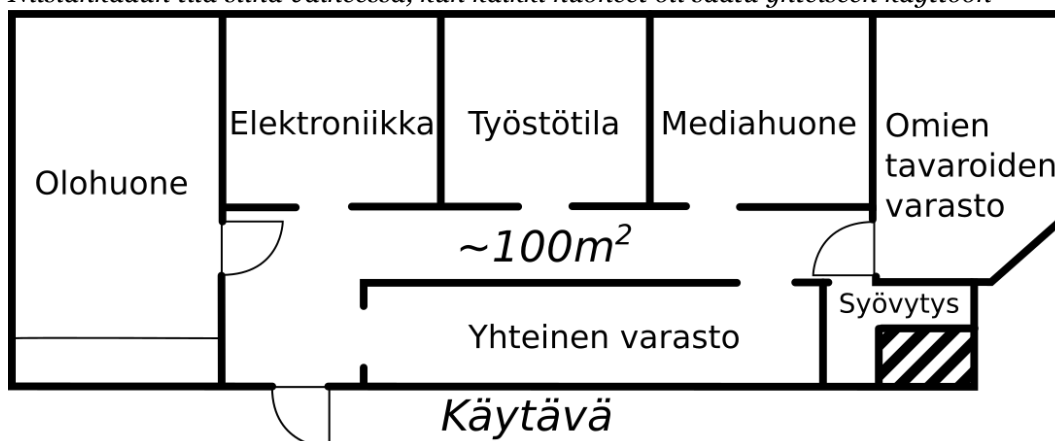 Elektroniikka
Työstötila
Mediahuone
Omien
tavaroiden
varasto
Olohuone
~100m²
Syövytys
Yhteinen varasto
Käytävä